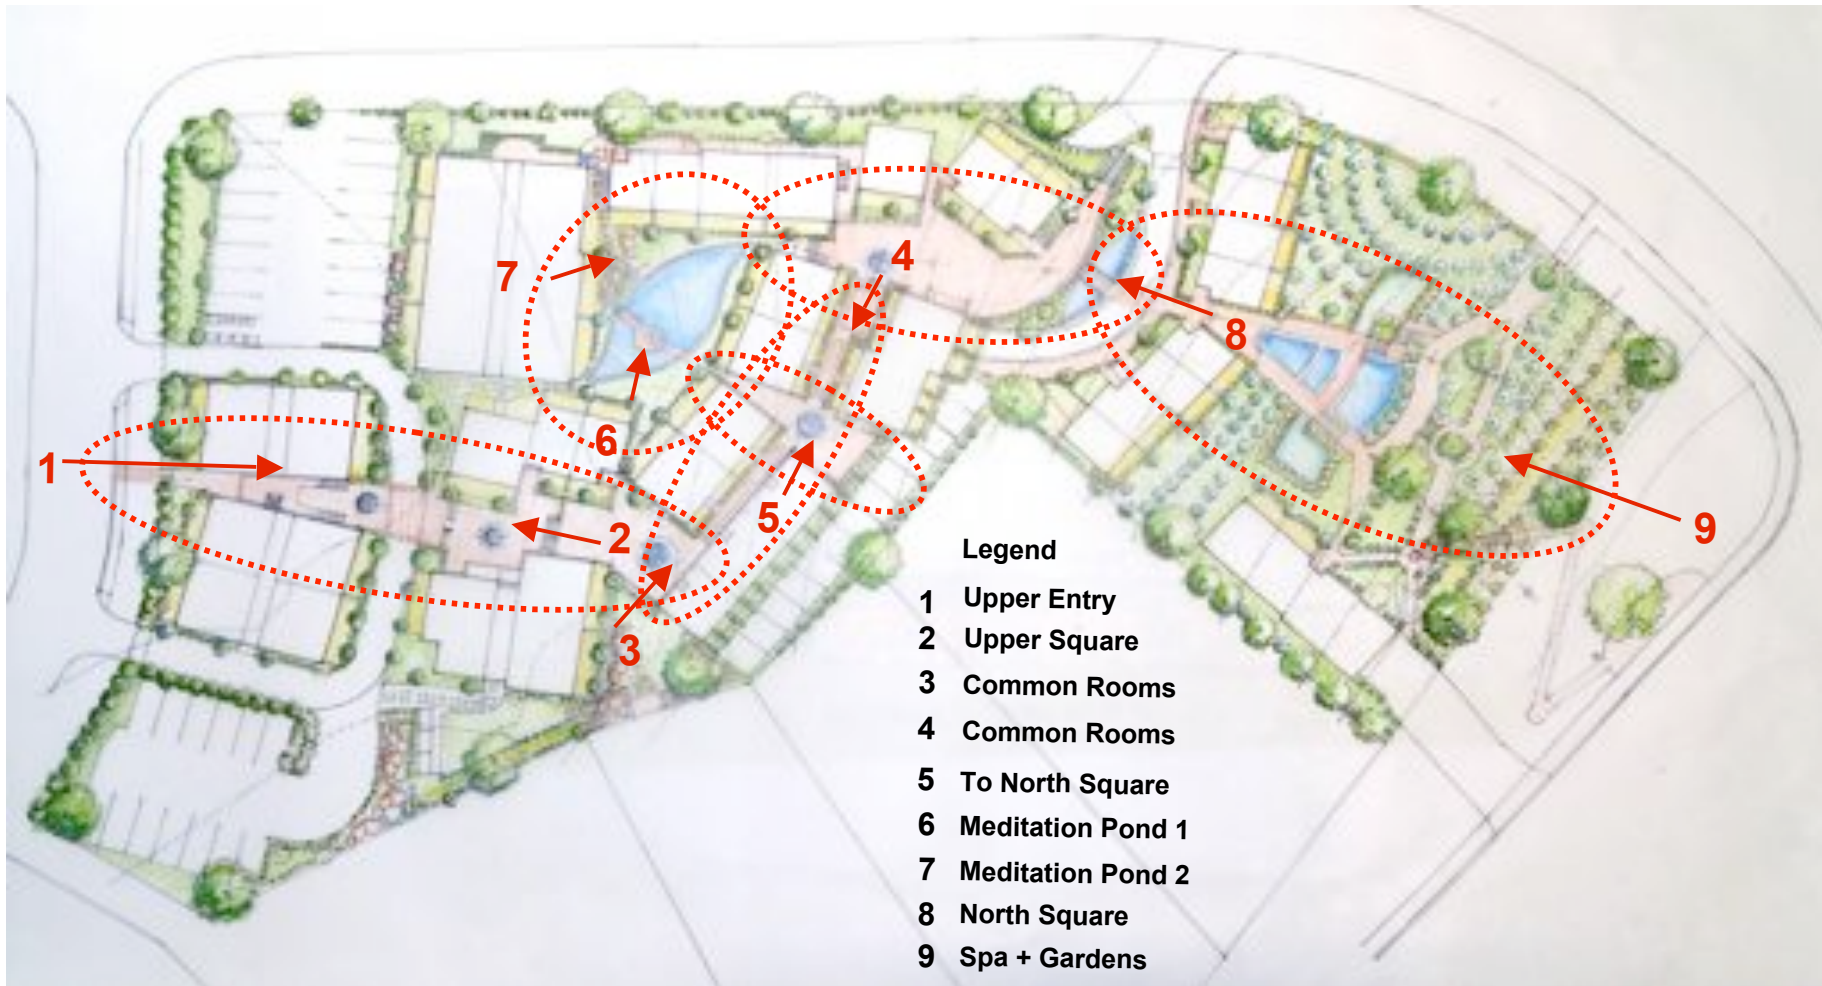 4
7
8
6
1
5
2
9
3
Legend
1 Upper Entry
2 Upper Square
3 Common Rooms
4 Common Rooms
5 To North Square
6 Meditation Pond 1
7 Meditation Pond 2
8 North Square
9 Spa + Gardens